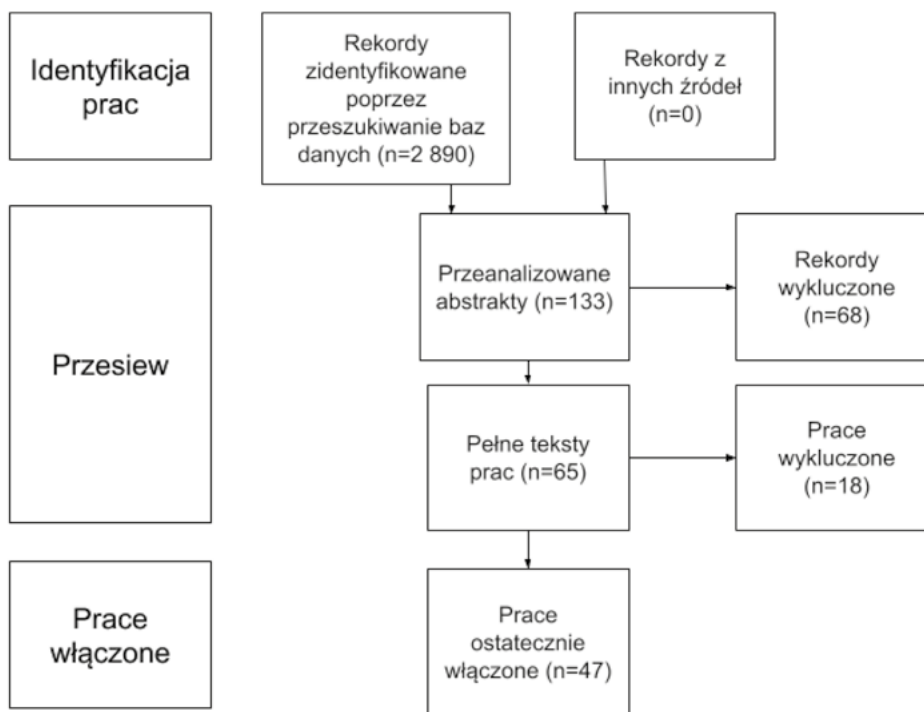 Identyfikacja
prac
Rekordy
zidentyfikowane
poprzez
przeszukiwanie baz
danych (n=2 890)
Rekordy z
innych źródeł
(n=0)
Przesiew
Przeanalizowane
abstrakty (n=133)
Rekordy
wykluczone
(n=68)
Pełne teksty
prac (n=65)
Prace
wykluczone
(n=18)
Prace
włączone
Prace
ostatecznie
włączone (n=47)